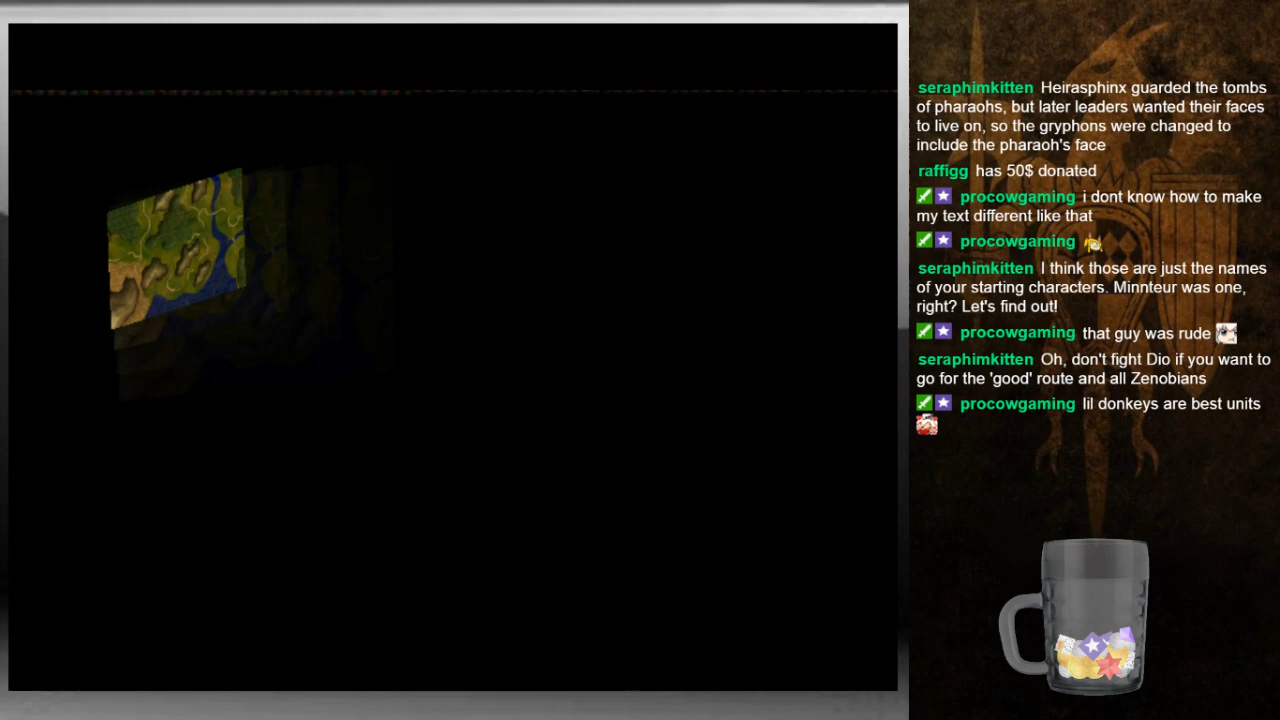 seraphimkitten Heirasphinx guarded the tombs
of pharaohs, but later leaders wanted their faces
to live on, so the gryphons were changed to
include the pharaoh's face
raffigg has 50$ donated
procowgaming i dont know how to make
my text different like that
procowgaming
seraphimkitten I think those are just the names
of your starting characters. Minnteur was one,
right? Let's find out!
procowgaming that guy was rude
seraphimkitten Oh, don't fight Dio if you want to
go for the 'good' route and all Zenobians
procowgaming lil donkeys are best units